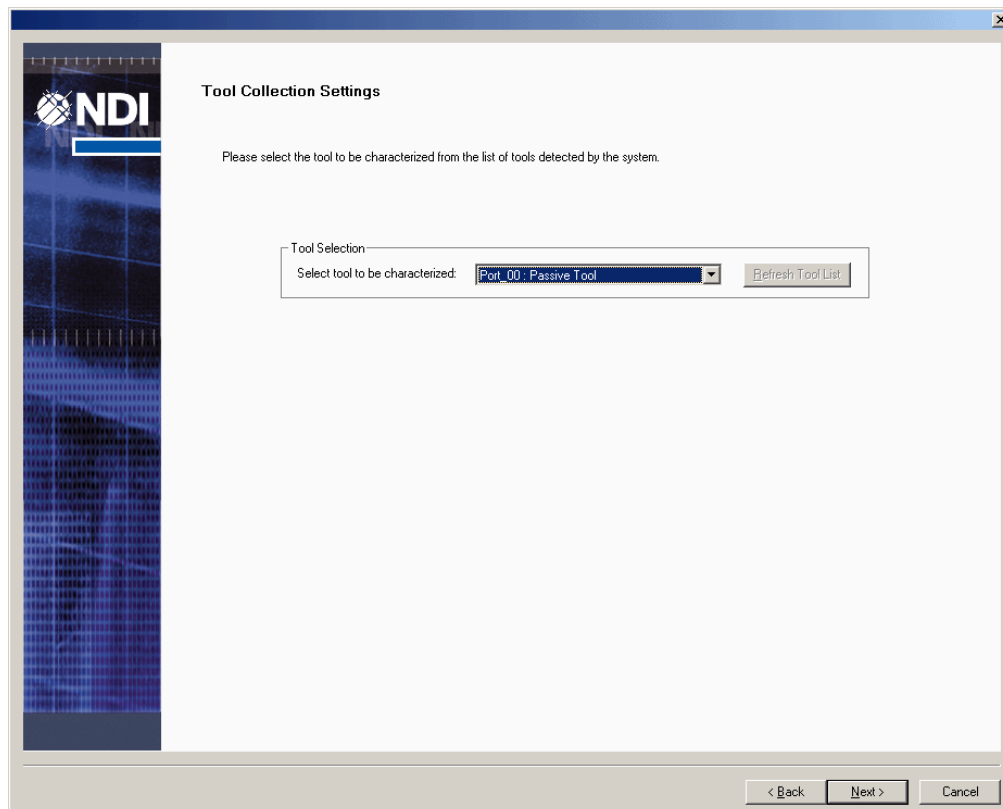 NDI
Tool Collection Settings
Please select the tool to be characterized from the list of tools detected by the system.
Tool Selection
Select tool to be characterized: Port_00 : Passive Tool Refresh Tool List
< Back Next > Cancel